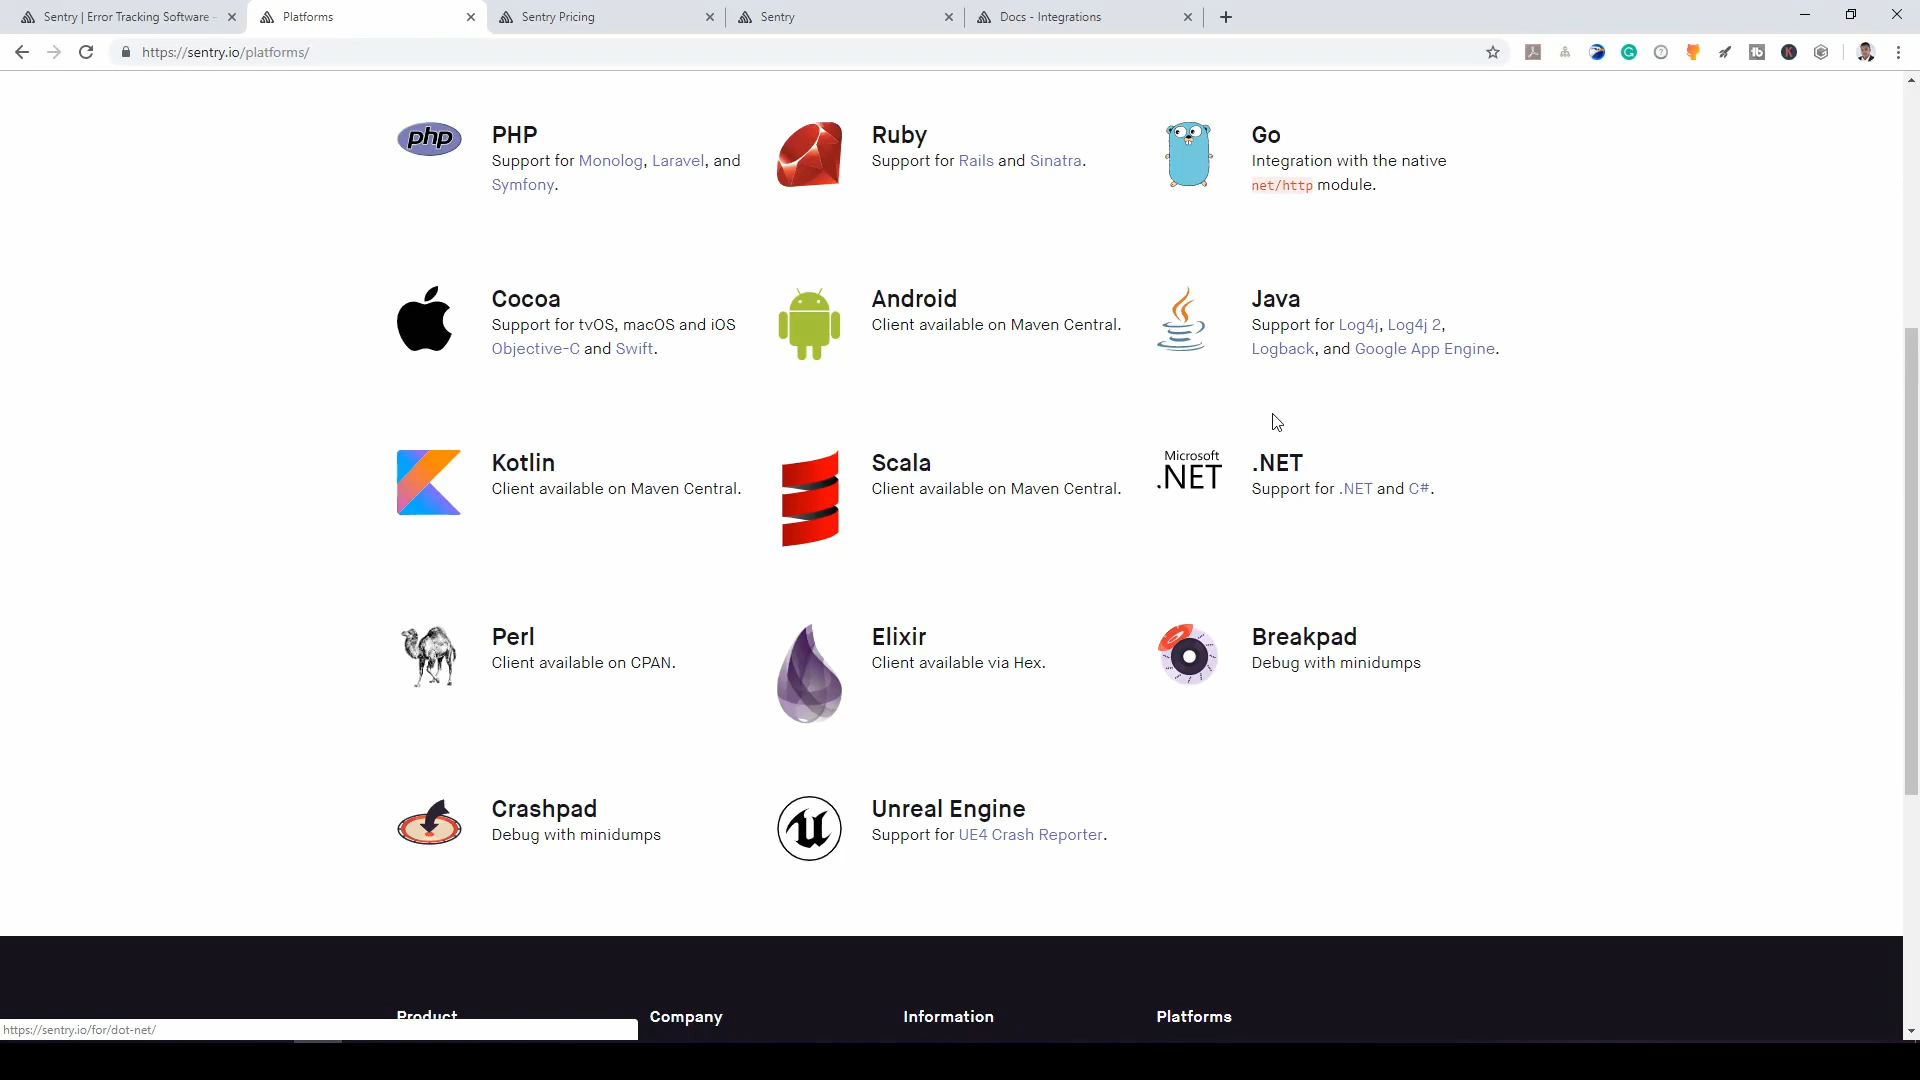 Sentry | Error Tracking Software -
Platforms
Sentry Pricing
Sentry
Docs - Integrations
https://sentry.io/platforms/
php
PHP
Support for Monolog, Laravel, and
Symfony.
Ruby
Support for Rails and Sinatra.
Go
Integration with the native
net/http module.
Cocoa
Support for tvOS, macOS and iOS
Objective-C and Swift.
Android
Client available on Maven Central.
Java
Support for Log4j, Log4j 2,
Logback, and Google App Engine.
Kotlin
Client available on Maven Central.
Scala
Client available on Maven Central.
Microsoft
.NET
.NET
Support for .NET and C#.
Perl
Client available on CPAN.
Elixir
Client available via Hex.
Breakpad
Debug with minidumps
Crashpad
Debug with minidumps
Unreal Engine
Support for UE4 Crash Reporter.
Product
Company
Information
Platforms
https://sentry.io/for/dot-net/